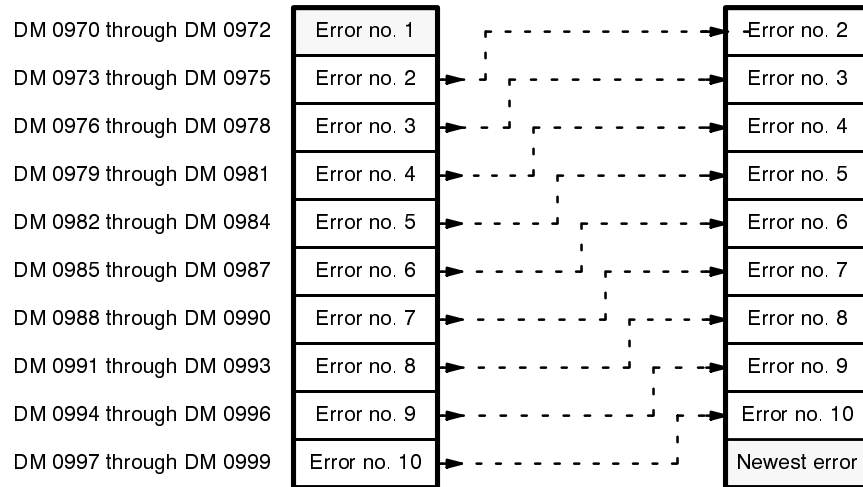 DM 0970 through DM 0972 Error no. 1 Error no. 2
DM 0973 through DM 0975 Error no. 2 Error no. 3
DM 0976 through DM 0978 Error no. 3 Error no. 4
DM 0979 through DM 0981 Error no. 4 Error no. 5
DM 0982 through DM 0984 Error no. 5 Error no. 6
DM 0985 through DM 0987 Error no. 6 Error no. 7
DM 0988 through DM 0990 Error no. 7 Error no. 8
DM 0991 through DM 0993 Error no. 8 Error no. 9
DM 0994 through DM 0996 Error no. 9 Error no. 10
DM 0997 through DM 0999 Error no. 10 Newest error